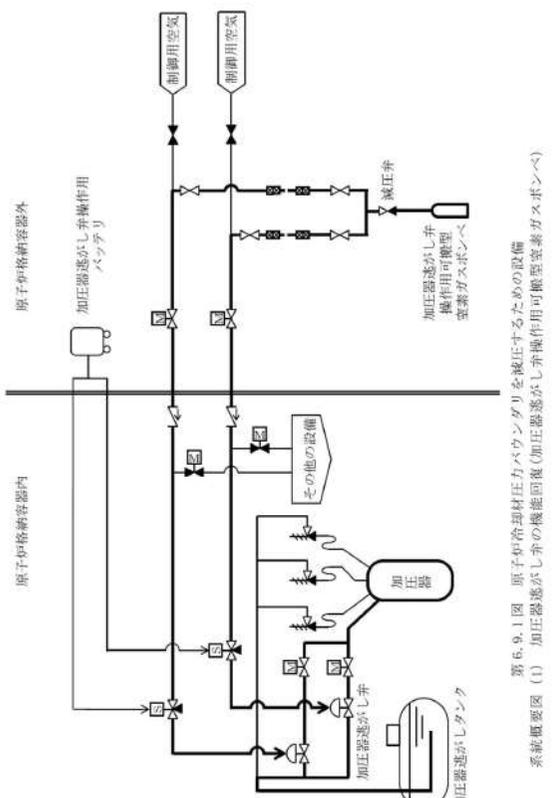 原子炉格納容器外
加圧器逃がし弁操作用
バッテリ
制御用空気
制御用空気
減圧弁
加圧器逃がし弁
操作用可搬型
窒素ガスボンベ
M
M
原子炉格納容器内
M
M
その他の設備
S
S
M
M
加圧器
加圧器逃がし弁
加圧器逃がしタンク
第6.9.1図 原子炉冷却材圧力バウンダリを減圧するための設備
系統概要図 (1) 加圧器逃がし弁の機能回復(加圧器逃がし弁操作用可搬型窒素ガスボンベ)